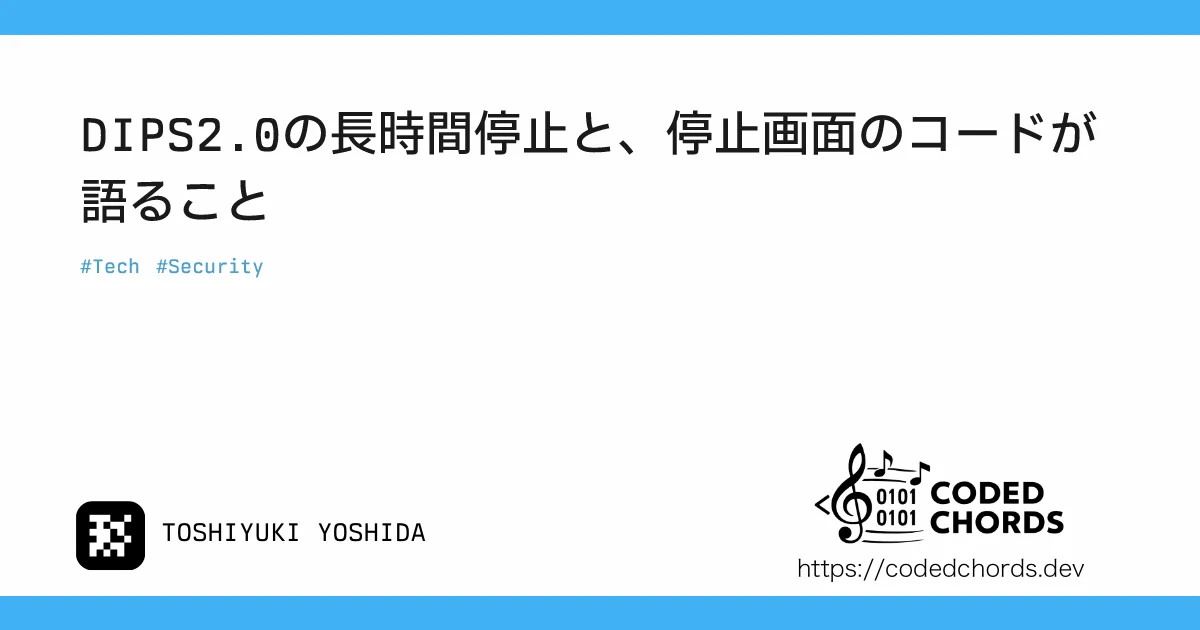 DIPS2.0の長時間停止と、停止画面のコードが
語ること
#Tech #Security
TOSHIYUKI YOSHIDA
0101
0101
CODED
CHORDS
https://codedchords.dev